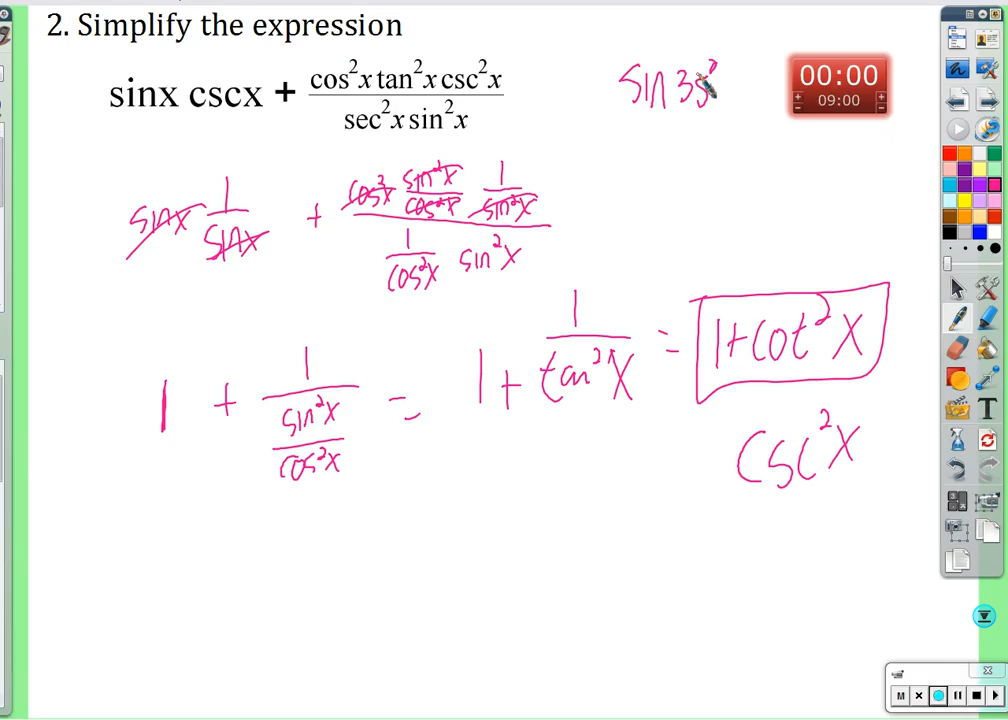 2. Simplify the expression
sinx cscx + cos²x tan²x csc²x / sec²x sin²x
sin 35°
00:00
09:00
sinx 1/sinx + cos²x sin²x/cos²x 1/sin²x / 1/cos²x sin²x
1 + 1 / sin²x/cos²x = 1 + 1/tan²x = 1+cot²x
csc²x
T
M